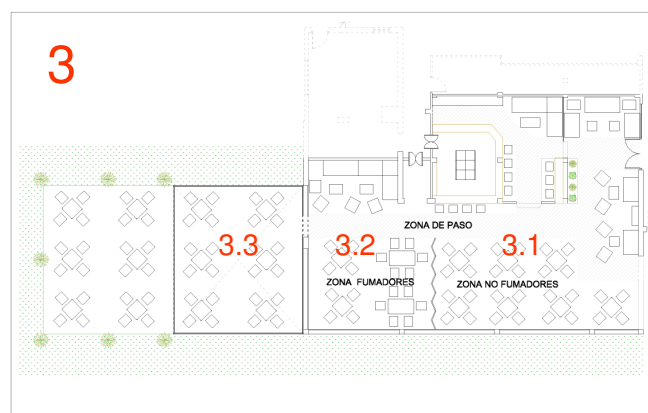 3
ZONA DE PASO
3.3
3.2
3.1
ZONA FUMADORES
ZONA NO FUMADORES